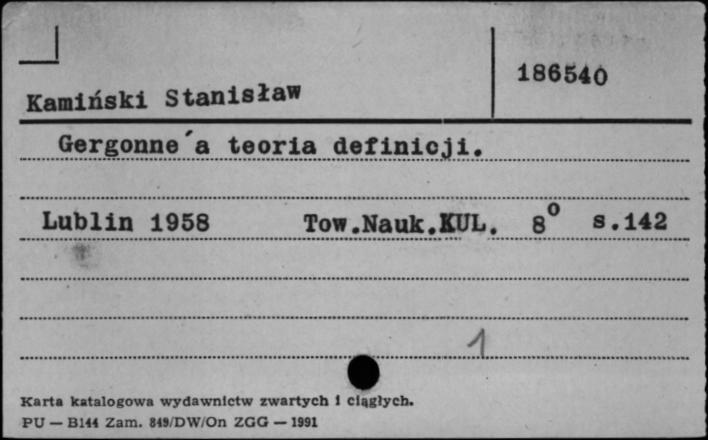 186540
Kamiński Stanisław
Gergonne´a teoria definicji.
Lublin 1958 Tow.Nauk.KUL. 8° s.142
1
Karta katalogowa wydawnictw zwartych i ciągłych.
PU — B144 Zam. 849/DW/On ZGG — 1991